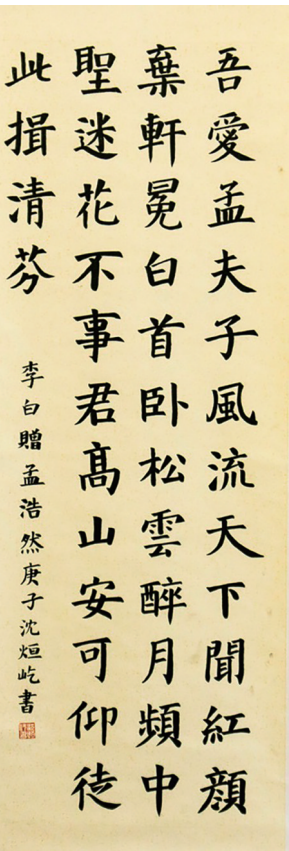 吾愛孟夫子風流天下聞紅顔
棄軒冕白首卧松雲醉月頻中
聖迷花不事君髙山安可仰徒
此揖清芬
李白贈孟浩然庚子沈烜屹書